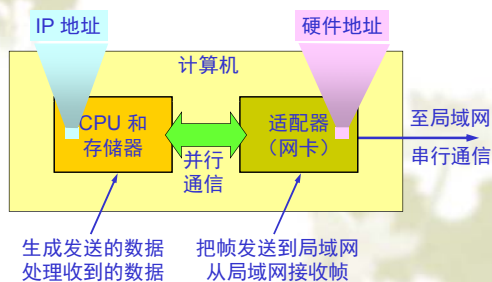 IP 地址
硬件地址
计算机
CPU 和
存储器
适配器
（网卡）
并行
通信
至局域网
串行通信
生成发送的数据
处理收到的数据
把帧发送到局域网
从局域网接收帧